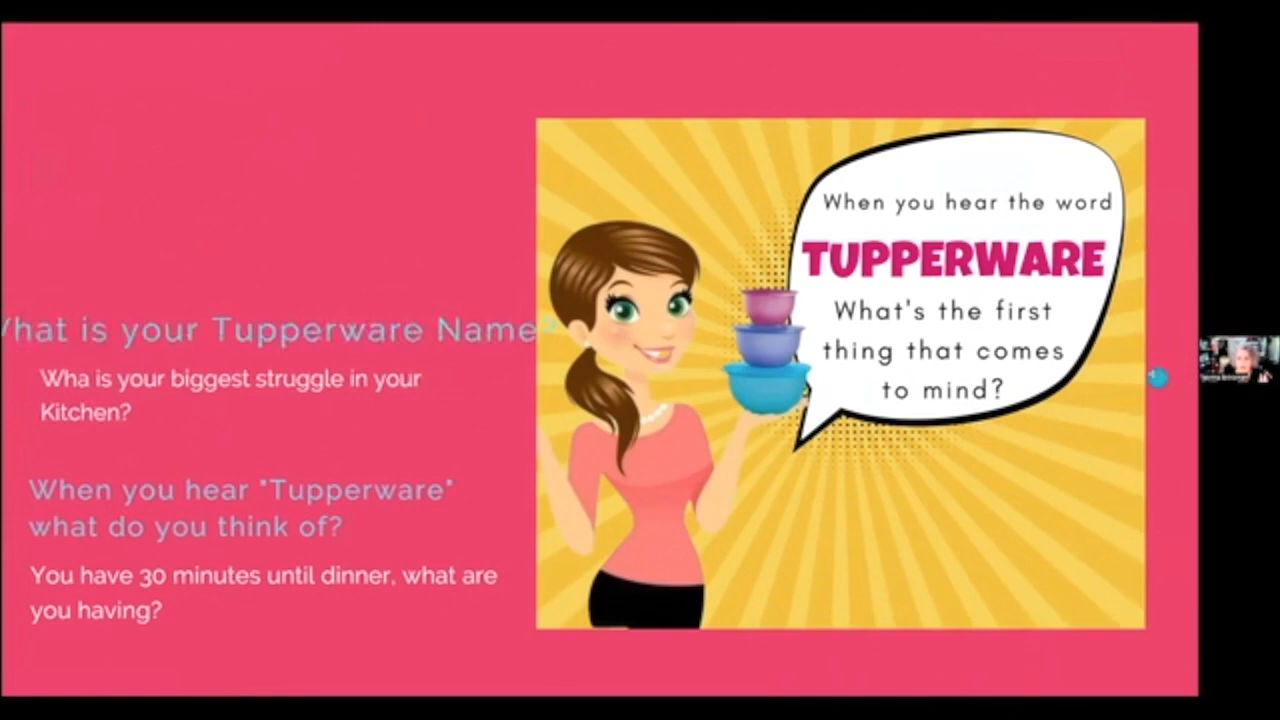 What is your Tupperware Name?
Wha is your biggest struggle in your
Kitchen?
When you hear "Tupperware"
what do you think of?
You have 30 minutes until dinner, what are
you having?
When you hear the word
TUPPERWARE
What's the first
thing that comes
to mind?